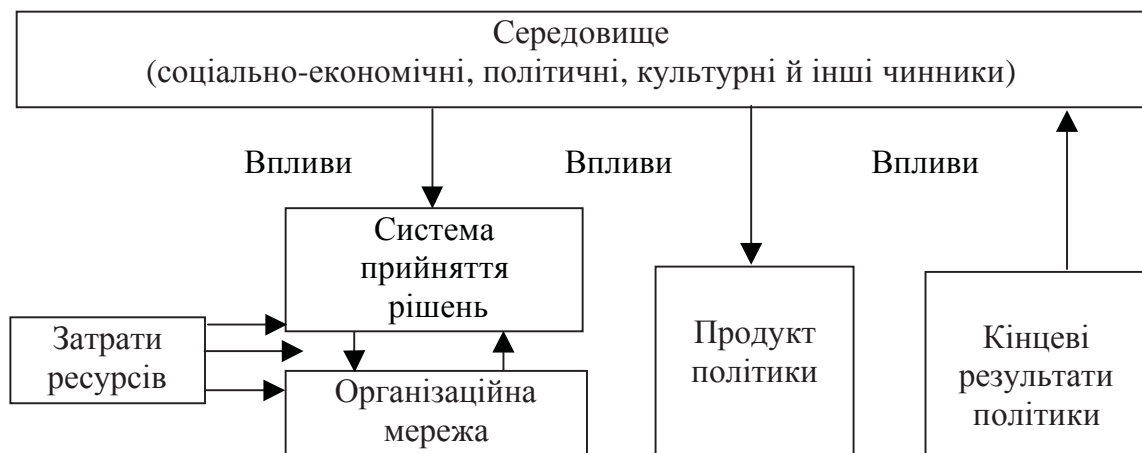 Середовище
(соціально-економічні, політичні, культурні й інші чинники)
Впливи
Впливи
Впливи
Система
прийняття
рішень
Затрати
ресурсів
Організаційна
мережа
Продукт
політики
Кінцеві
результати
політики